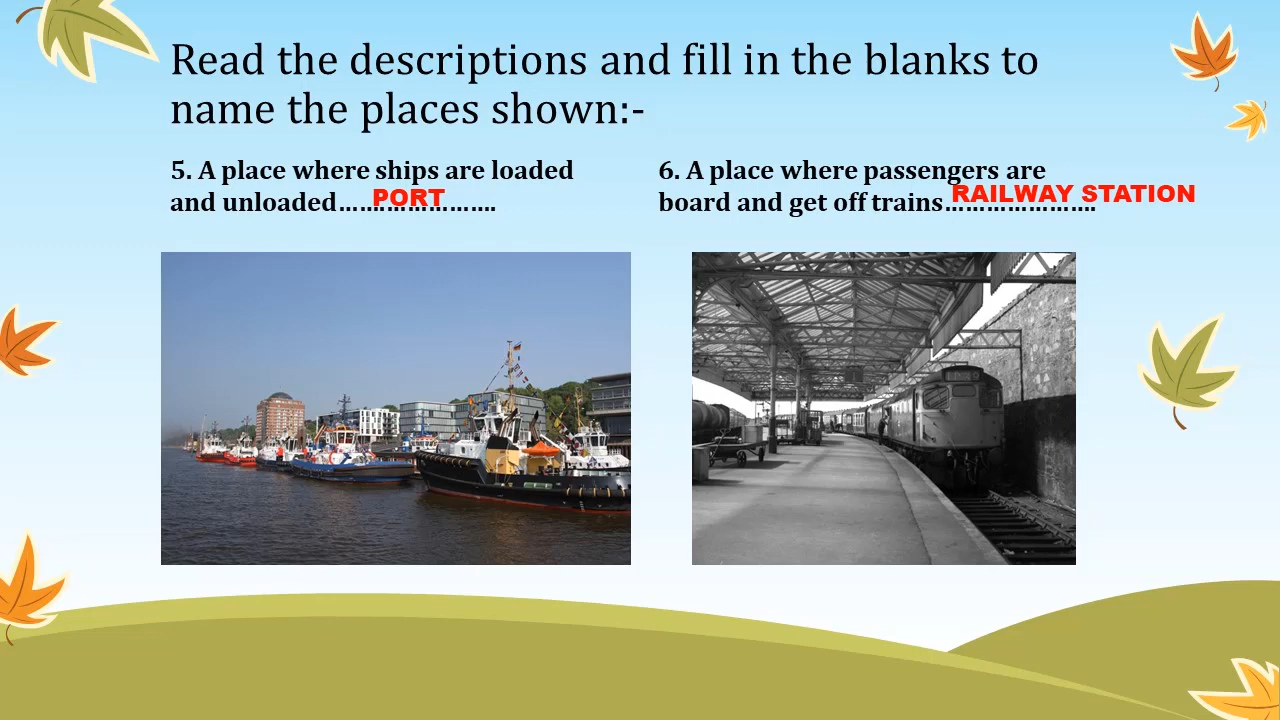 Read the descriptions and fill in the blanks to
name the places shown:-
5. A place where ships are loaded
and unloaded.....PORT.............
6. A place where passengers are
board and get off trains......RAILWAY STATION